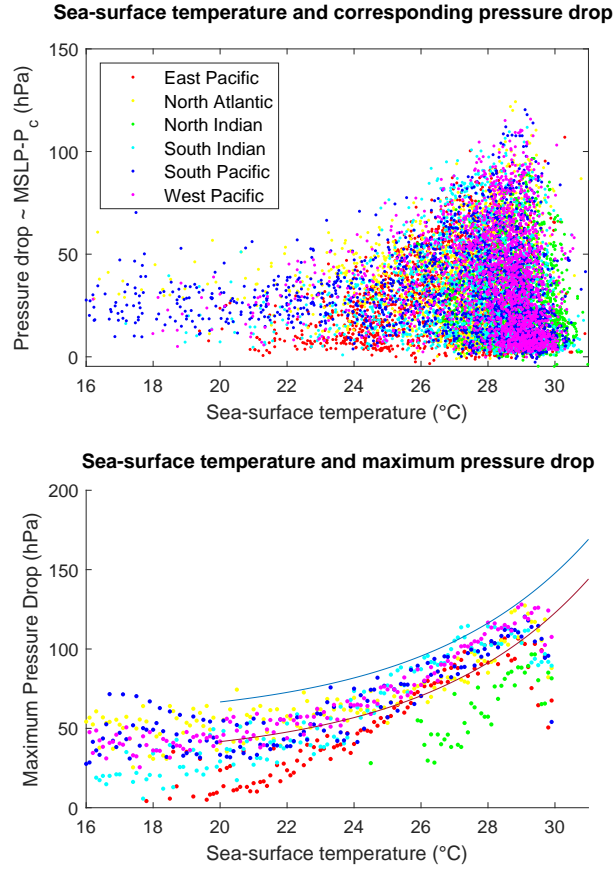 Sea-surface temperature and corresponding pressure drop
150
100
50
0
Pressure drop ~ MSLP-P_c (hPa)
East Pacific
North Atlantic
North Indian
South Indian
South Pacific
West Pacific
16 18 20 22 24 26 28 30
Sea-surface temperature (°C)
Sea-surface temperature and maximum pressure drop
200
150
100
50
0
Maximum Pressure Drop (hPa)
16 18 20 22 24 26 28 30
Sea-surface temperature (°C)